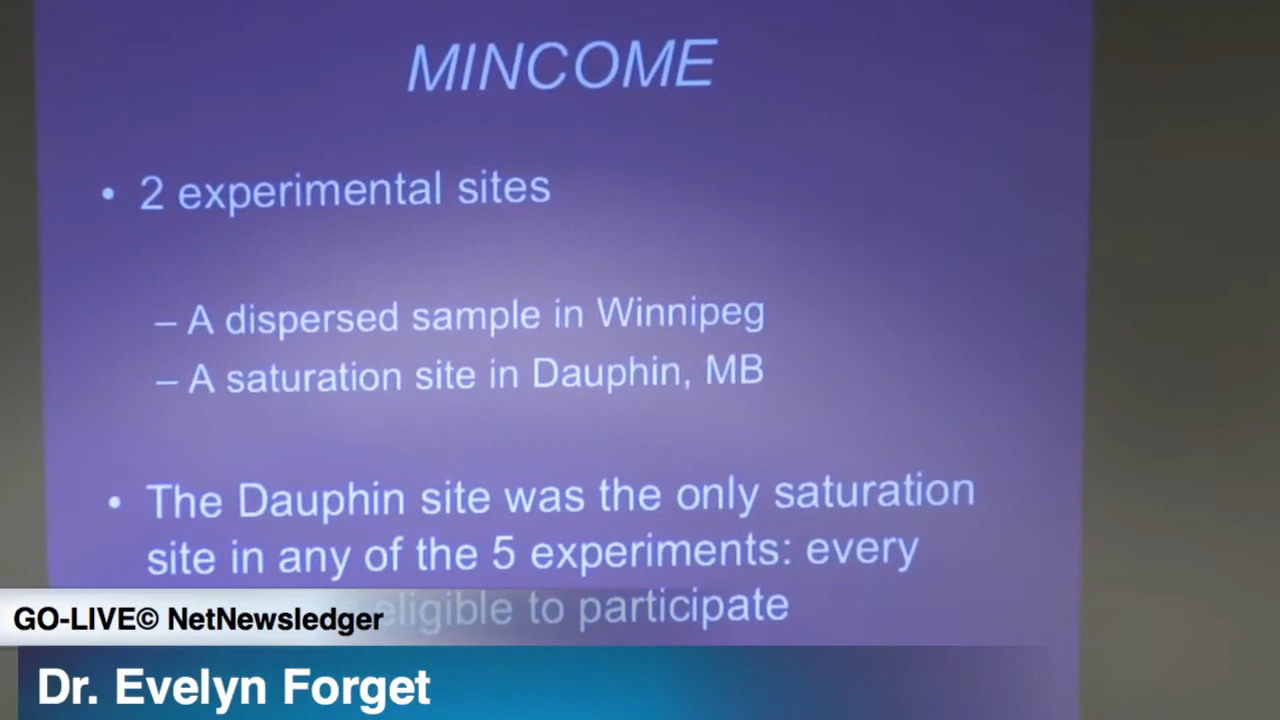 MINCOME
• 2 experimental sites
– A dispersed sample in Winnipeg
– A saturation site in Dauphin, MB
• The Dauphin site was the only saturation
site in any of the 5 experiments: every
eligible to participate
GO-LIVE© NetNewsledger
Dr. Evelyn Forget